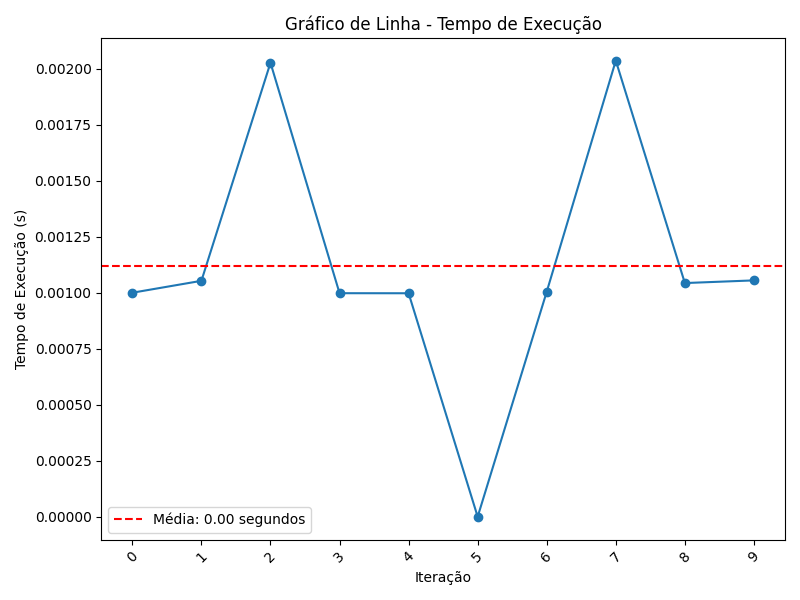 Gráfico de Linha - Tempo de Execução
Tempo de Execução (s)
0.00200
0.00175
0.00150
0.00125
0.00100
0.00075
0.00050
0.00025
0.00000
Média: 0.00 segundos
0 1 2 3 4 5 6 7 8 9
Iteração